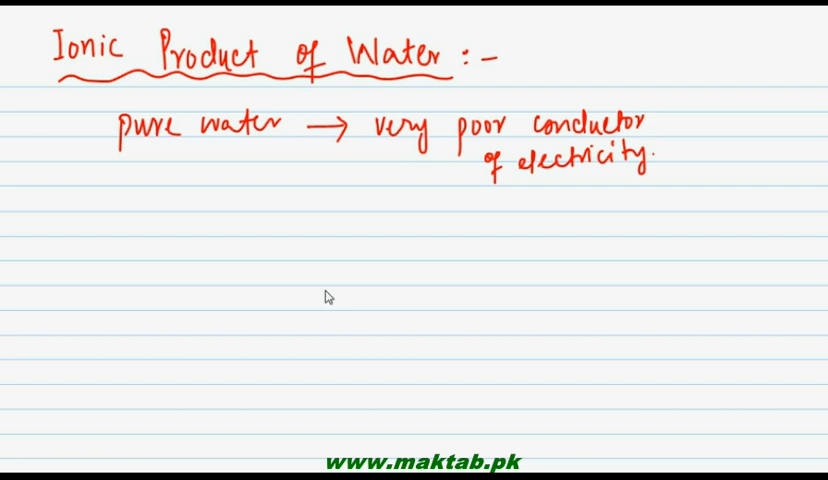 Ionic Product of Water :-
pure water → very poor conductor
of electricity.
www.maktab.pk